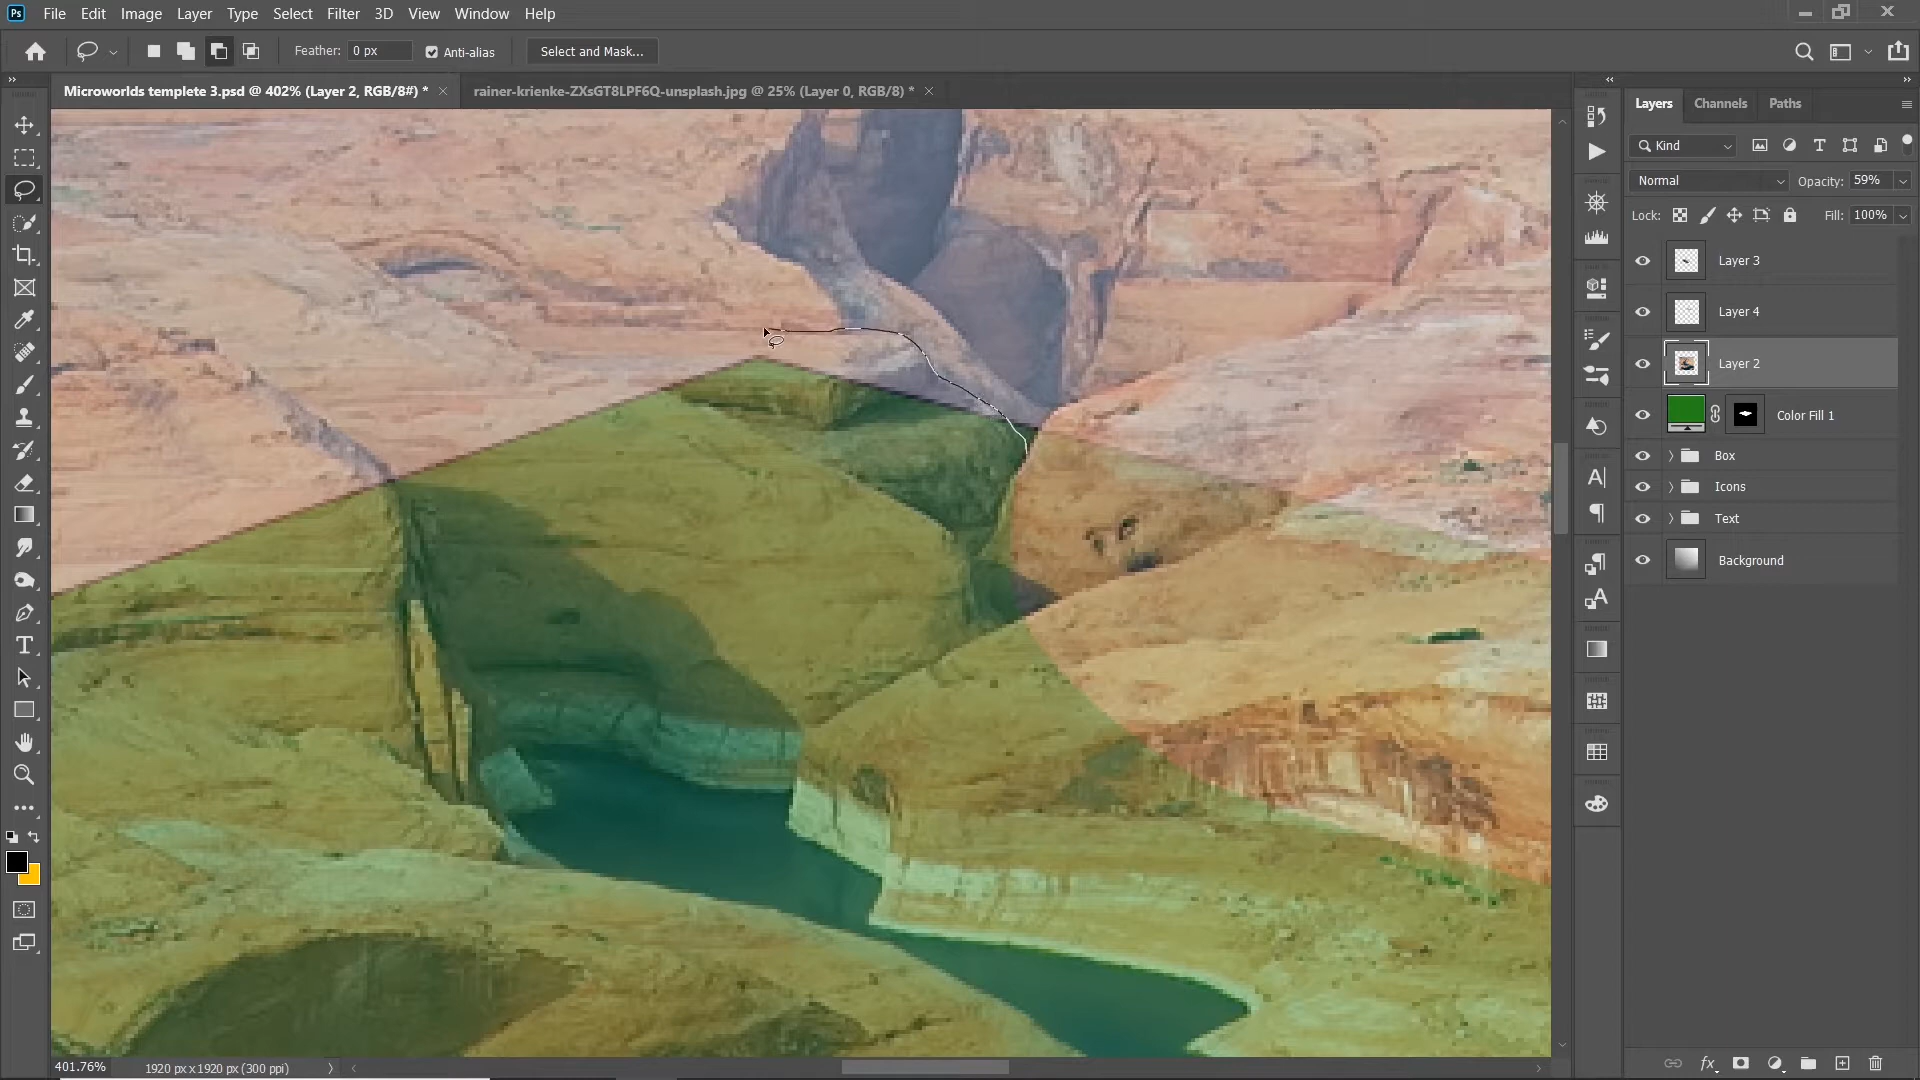 Ps File Edit Image Layer Type Select Filter 3D View Window Help
Feather: 0 px Anti-alias Select and Mask...
Microworlds templete 3.psd @ 402% (Layer 2, RGB/8#) * rainer-krienke-ZXsGT8LPF6Q-unsplash.jpg @ 25% (Layer 0, RGB/8) *
Layers Channels Paths
Kind
Normal Opacity: 59%
Lock: Fill: 100%
Layer 3
Layer 4
Layer 2
Color Fill 1
Box
Icons
Text
Background
401.76% 1920 px x 1920 px (300 ppi)
fx